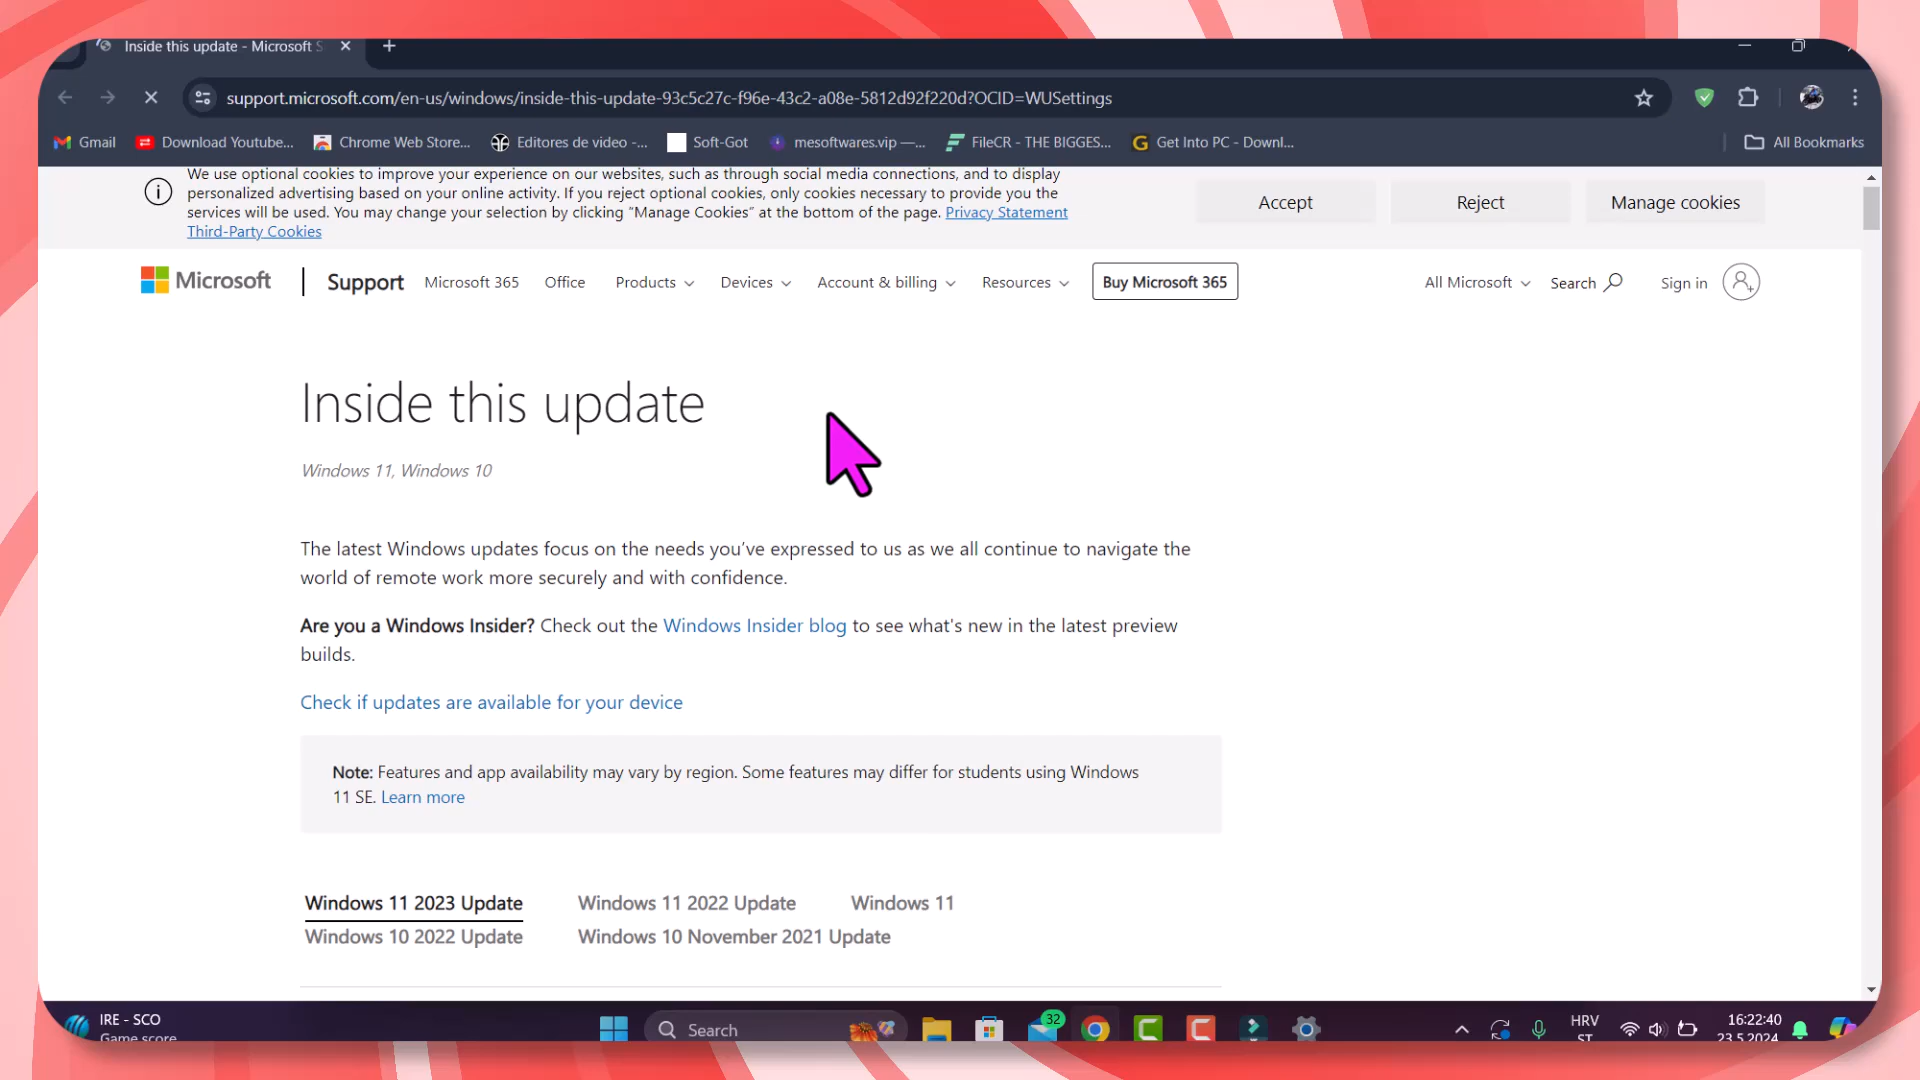 Inside this update - Microsoft S
support.microsoft.com/en-us/windows/inside-this-update-93c5c27c-f96e-43c2-a08e-5812d92f220d?OCID=WUSettings
Gmail Download Youtube... Chrome Web Store... Editores de video -... Soft-Got mesoftwares.vip —... FileCR - THE BIGGES... Get Into PC - Downl... All Bookmarks
We use optional cookies to improve your experience on our websites, such as through social media connections, and to display
personalized advertising based on your online activity. If you reject optional cookies, only cookies necessary to provide you the
services will be used. You may change your selection by clicking “Manage Cookies” at the bottom of the page. Privacy Statement
Third-Party Cookies
Accept Reject Manage cookies
Microsoft Support Microsoft 365 Office Products Devices Account & billing Resources Buy Microsoft 365 All Microsoft Search Sign in
Inside this update
Windows 11, Windows 10
The latest Windows updates focus on the needs you’ve expressed to us as we all continue to navigate the
world of remote work more securely and with confidence.
Are you a Windows Insider? Check out the Windows Insider blog to see what's new in the latest preview
builds.
Check if updates are available for your device
Note: Features and app availability may vary by region. Some features may differ for students using Windows
11 SE. Learn more
Windows 11 2023 Update Windows 11 2022 Update Windows 11
Windows 10 2022 Update Windows 10 November 2021 Update
IRE - SCO
Game score
Search
32
HRV
ST
16:22:40
23.5.2024